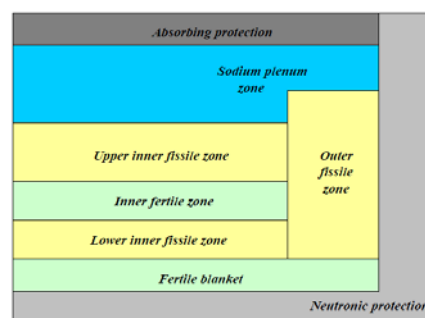 Absorbing protection
Sodium plenum
zone
Upper inner fissile zone
Outer
fissile
zone
Inner fertile zone
Lower inner fissile zone
Fertile blanket
Neutronic protection